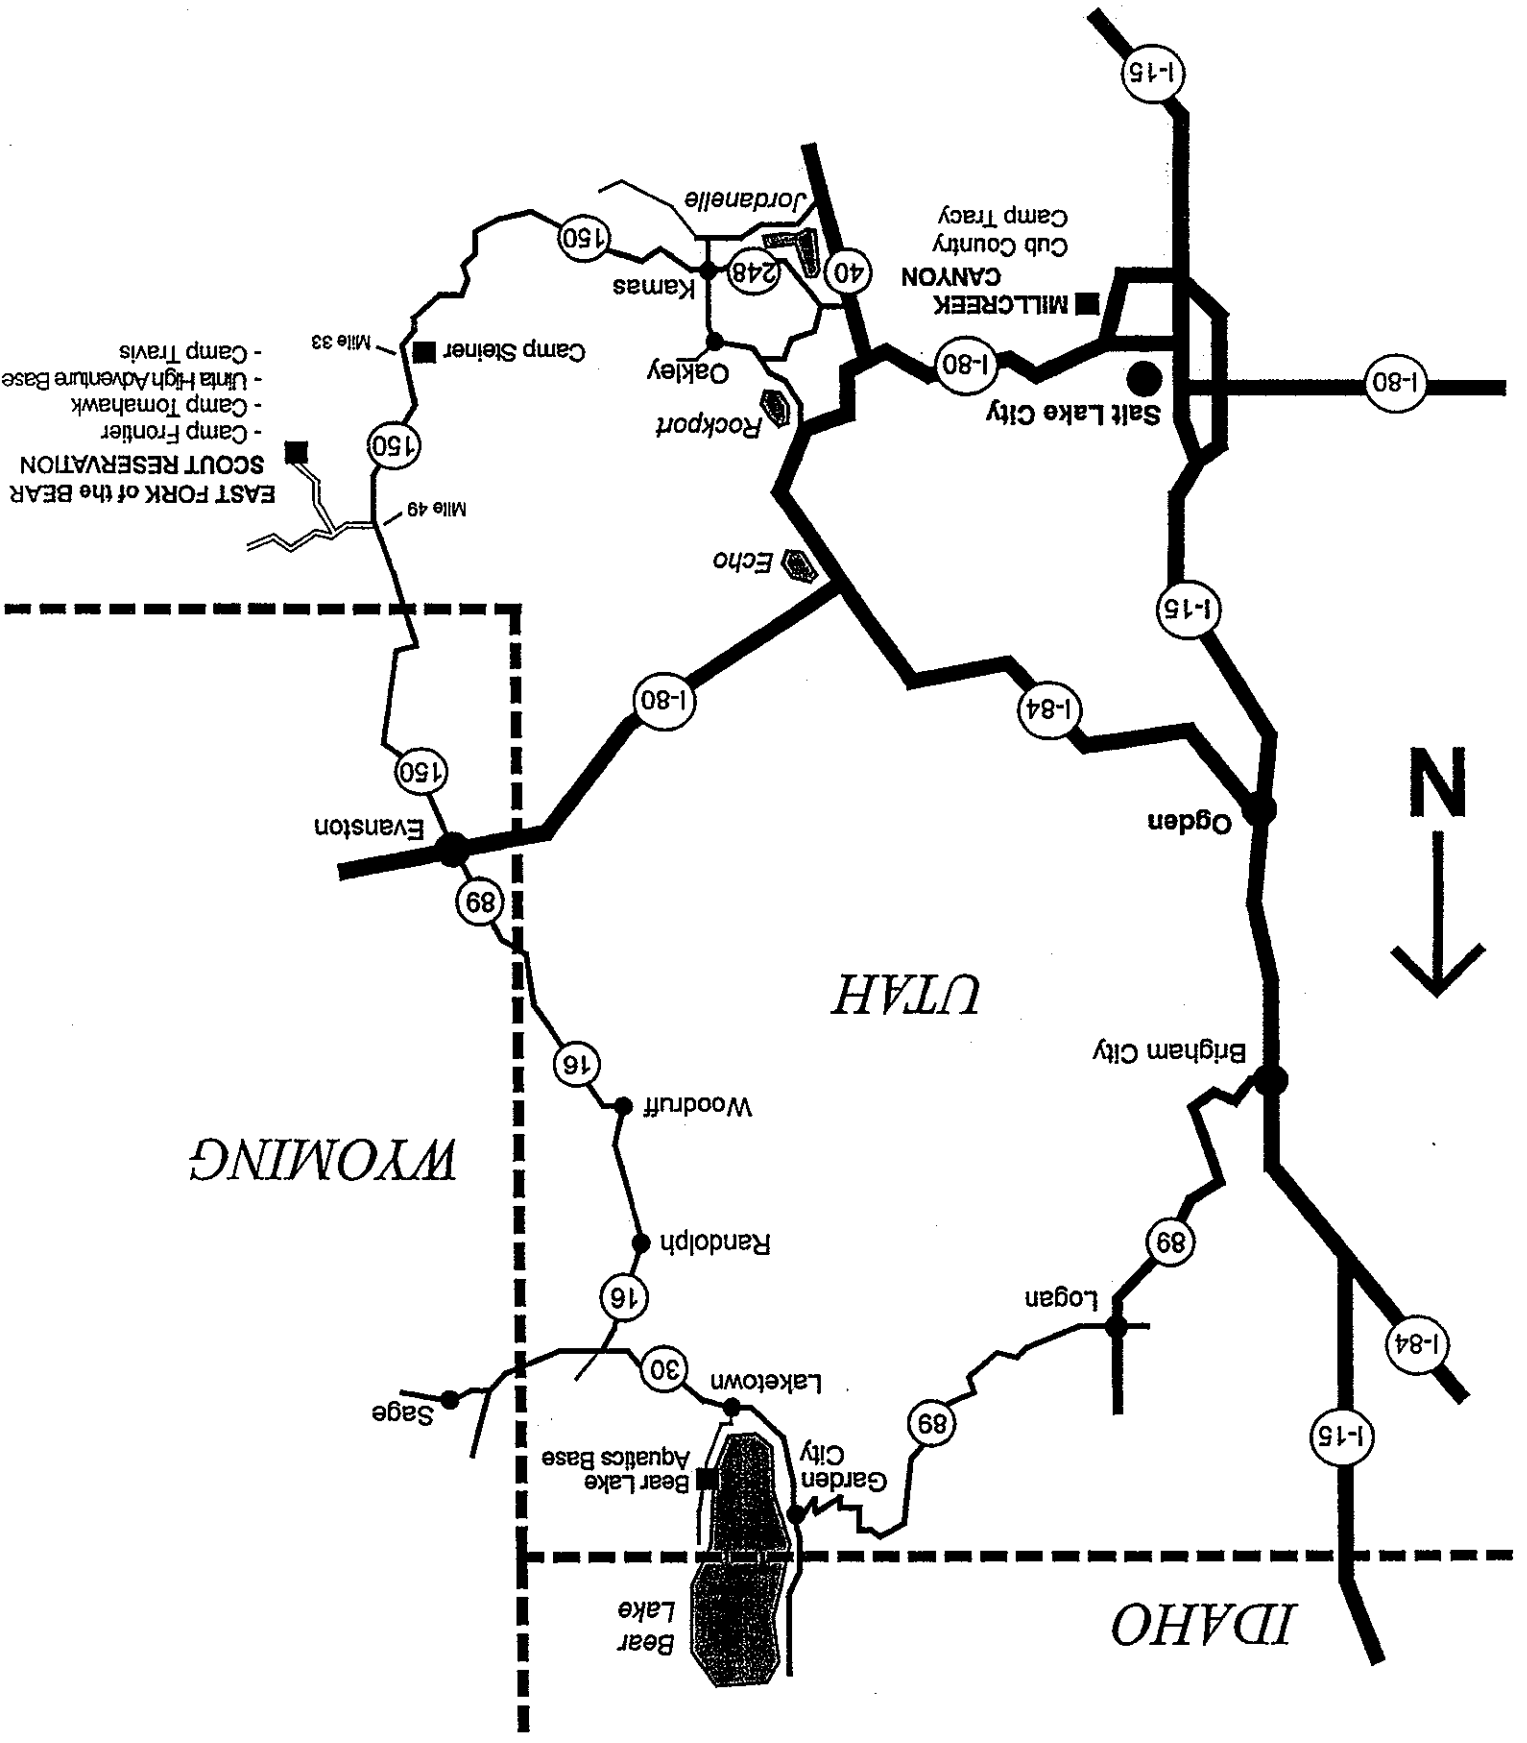 IDAHO
Bear
Lake
Garden
City
Bear Lake
Aquatics Base
I-15
89
Sage
Laketown
I-84
30
Logan
16
89
Randolph
WYOMING
Woodruff
16
Brigham City
UTAH
89
N
Ogden
Evanston
150
I-84
I-80
I-15
Echo
Mile 49
EAST FORK of the BEAR
SCOUT RESERVATION
- Camp Frontier
- Camp Tomahawk
- Uinta High Adventure Base
- Camp Travis
150
Rockport
Salt Lake City
I-80
I-80
Oakley
Camp Steiner
Mile 33
MILLCREEK
CANYON
Cub Country
Camp Tracy
40
248
Kamas
150
Jordanelle
I-15